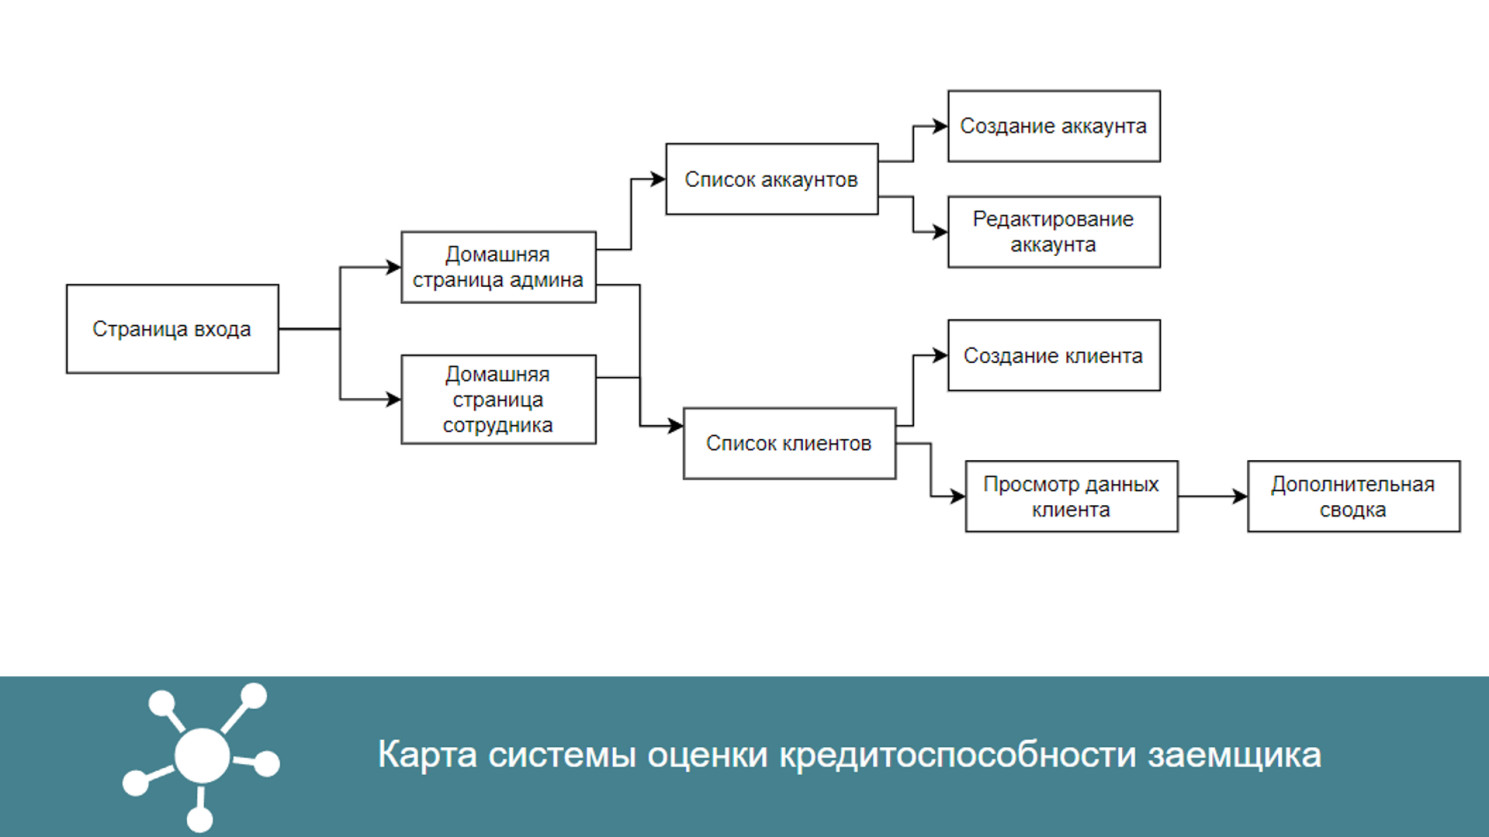 Создание аккаунта
Список аккаунтов
Редактирование
аккаунта
Домашняя
страница админа
Страница входа
Домашняя
страница
сотрудника
Создание клиента
Список клиентов
Просмотр данных
клиента
Дополнительная
сводка
Карта системы оценки кредитоспособности заемщика